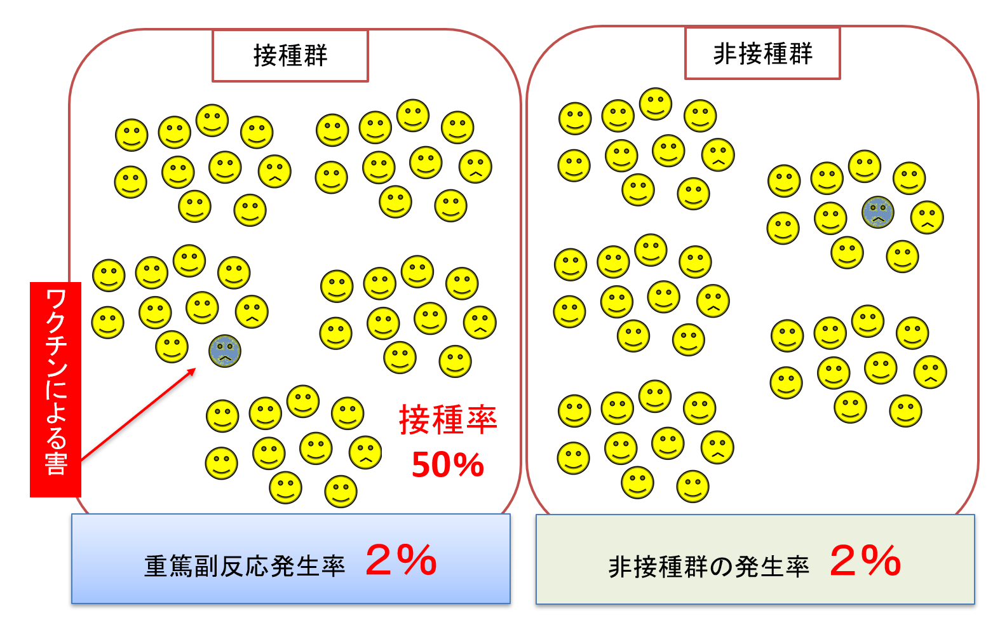 接種群
非接種群
ワクチンによる害
接種率
50%
重篤副反応発生率 2%
非接種群の発生率 2%